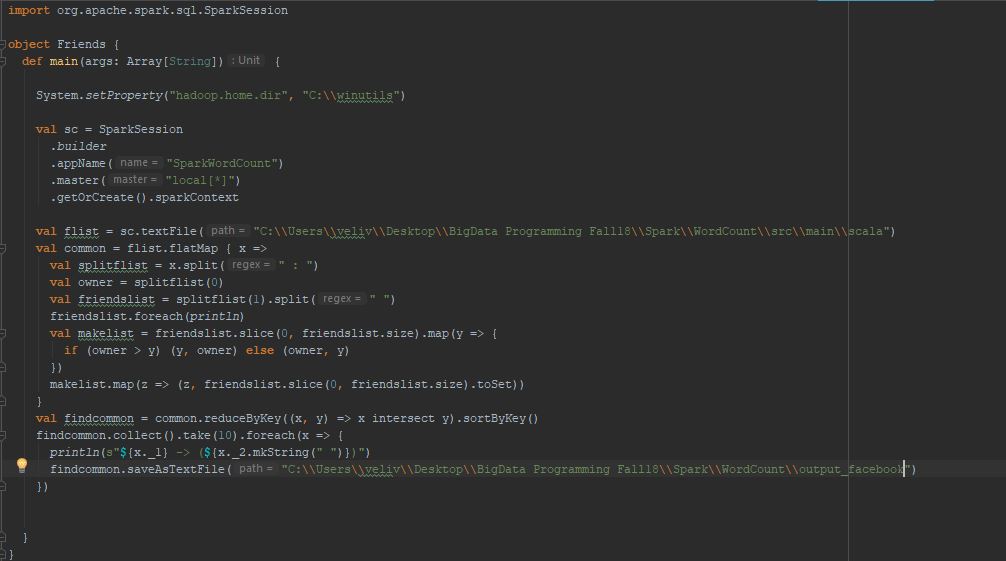 import org.apache.spark.sql.SparkSession
object Friends {
def main(args: Array[String]) : Unit {
System.setProperty("hadoop.home.dir", "C:\\winutils")
val sc = SparkSession
.builder
.appName( name = "SparkWordCount")
.master( master = "local[*]")
.getOrCreate().sparkContext
val flist = sc.textFile( path = "C:\\Users\\veliv\\Desktop\\BigData Programming Fall18\\Spark\\WordCount\\src\\main\\scala")
val common = flist.flatMap { x =>
val splitflist = x.split( regex = " : ")
val owner = splitflist(0)
val friendslist = splitflist(1).split( regex = " ")
friendslist.foreach(println)
val makelist = friendslist.slice(0, friendslist.size).map(y => {
if (owner > y) (y, owner) else (owner, y)
})
makelist.map(z => (z, friendslist.slice(0, friendslist.size).toSet))
}
val findcommon = common.reduceByKey((x, y) => x intersect y).sortByKey()
findcommon.collect().take(10).foreach(x => {
println(s"${x._1} -> (${x._2.mkString(" ")})")
findcommon.saveAsTextFile( path = "C:\\Users\\veliv\\Desktop\\BigData Programming Fall18\\Spark\\WordCount\\output_facebook")
})
}
}